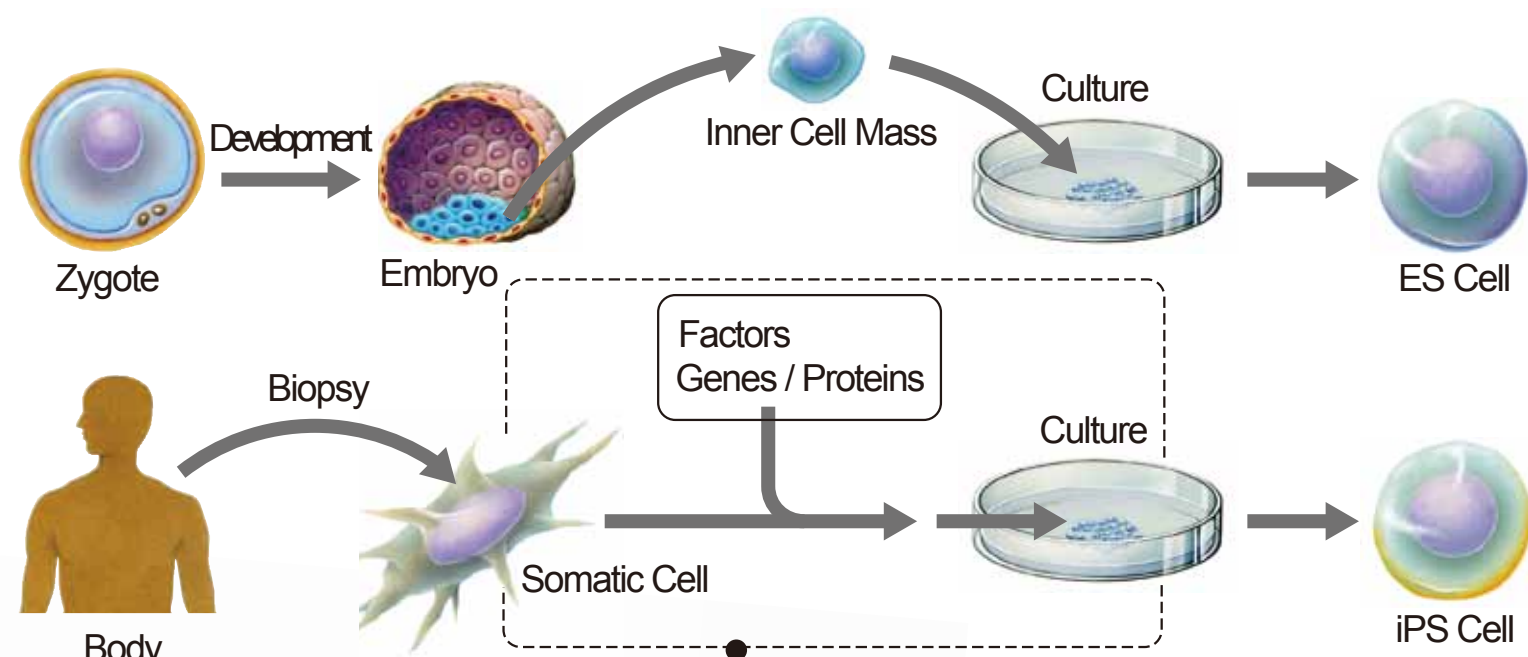 Development
Zygote
Embryo
Inner Cell Mass
Culture
ES Cell
Factors
Genes / Proteins
Biopsy
Body
Somatic Cell
Culture
iPS Cell